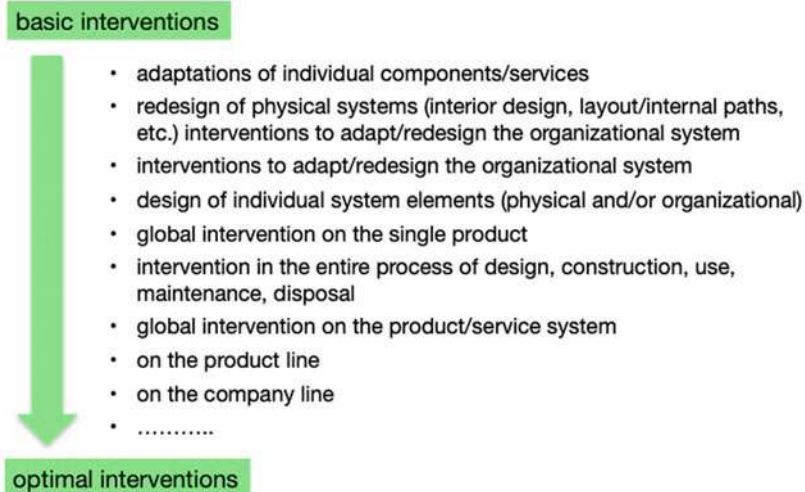 basic interventions
• adaptations of individual components/services
• redesign of physical systems (interior design, layout/internal paths,
etc.) interventions to adapt/redesign the organizational system
• interventions to adapt/redesign the organizational system
• design of individual system elements (physical and/or organizational)
• global intervention on the single product
• intervention in the entire process of design, construction, use,
maintenance, disposal
• global intervention on the product/service system
• on the product line
• on the company line
• ………..
optimal interventions